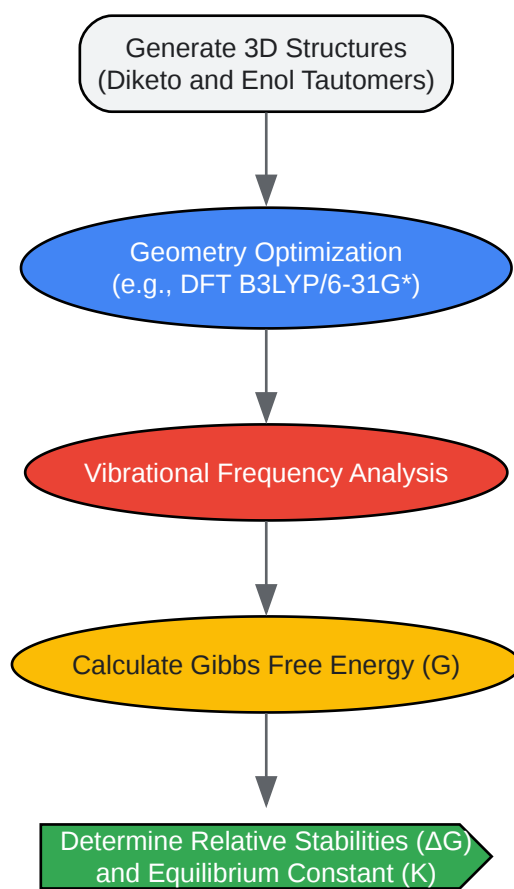 Generate 3D Structures
(Diketo and Enol Tautomers)
Geometry Optimization
(e.g., DFT B3LYP/6-31G*)
Vibrational Frequency Analysis
Calculate Gibbs Free Energy (G)
Determine Relative Stabilities (ΔG)
and Equilibrium Constant (K)